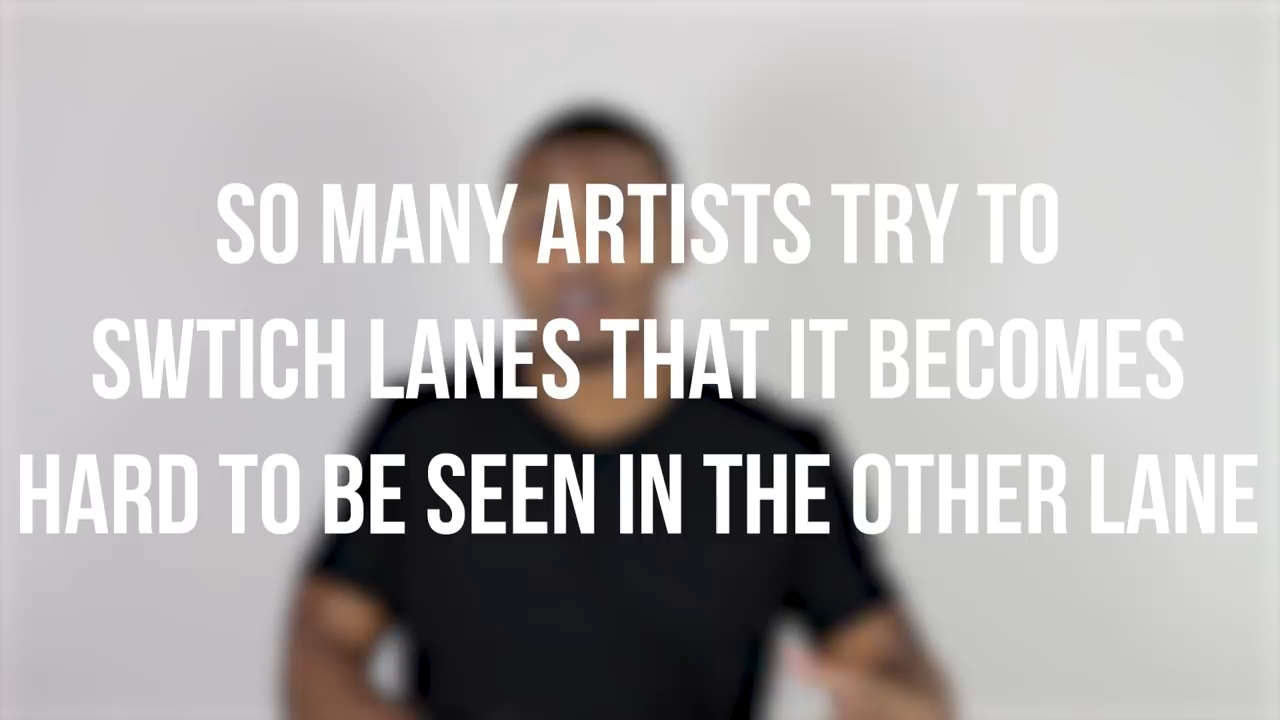 SO MANY ARTISTS TRY TO
SWTICH LANES THAT IT BECOMES
HARD TO BE SEEN IN THE OTHER LANE